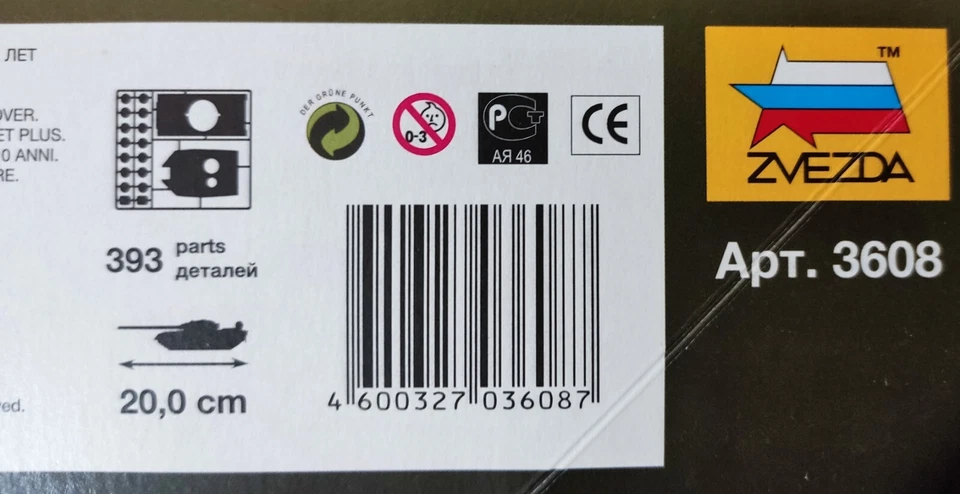 ЛЕТ
OVER.
ET PLUS.
0 ANNI.
RE.
393 parts
деталей
20,0 cm
ved.
DER GRÜNE PUNKT
0-3
РСТ
АЯ 46
CE
4 600327 036087
TM
ZVEZDA
Арт. 3608